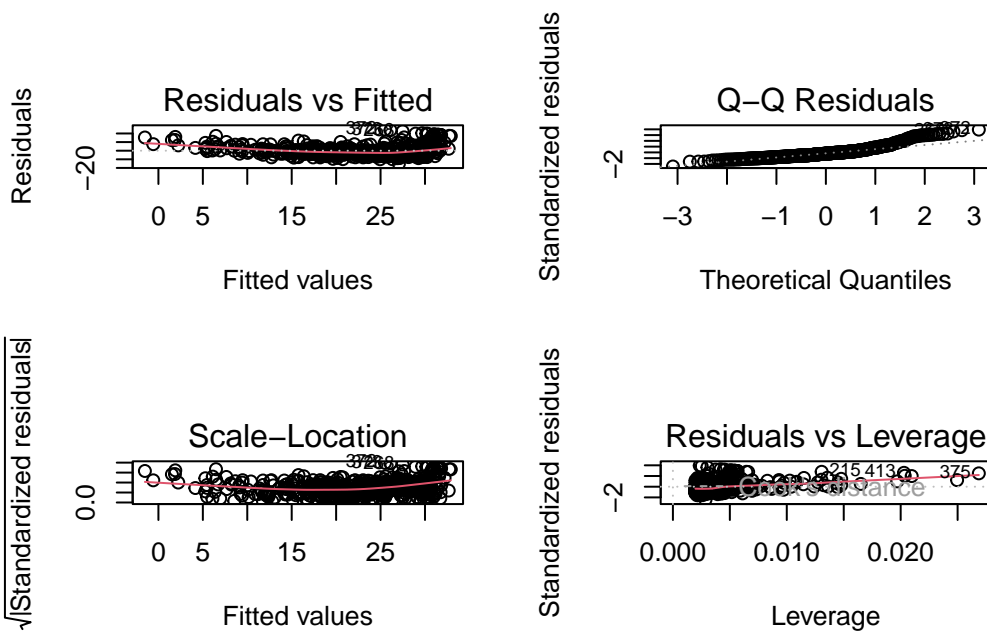 Residuals vs Fitted
Residuals
−20
0 5 15 25
Fitted values
Q−Q Residuals
Standardized residuals
−2
−3 −1 0 1 2 3
Theoretical Quantiles
Scale−Location
√|Standardized residuals|
0.0
0 5 15 25
Fitted values
Residuals vs Leverage
Standardized residuals
−2
Cook's distance
215 413 375
0.000 0.010 0.020
Leverage